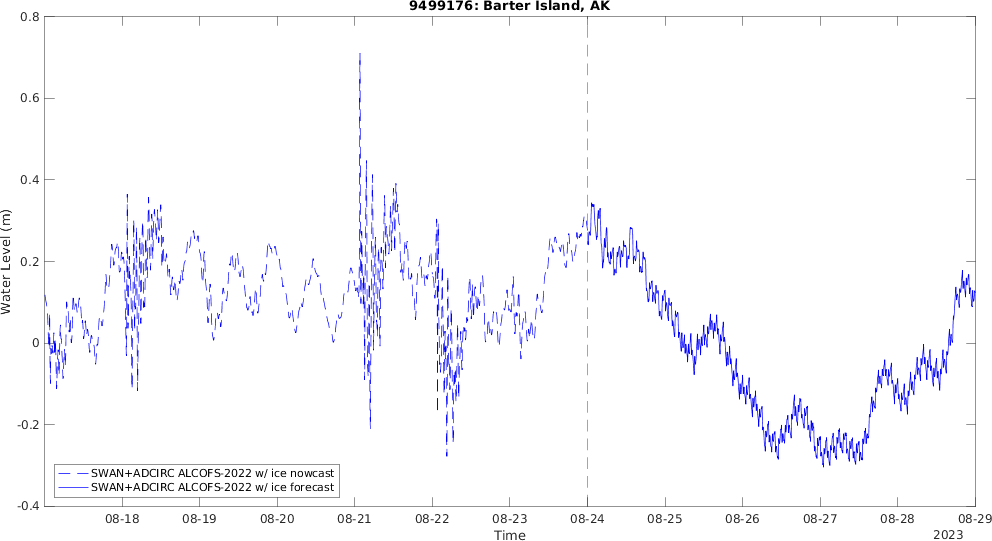 9499176: Barter Island, AK
0.8
0.6
0.4
0.2
0
-0.2
-0.4
Water Level (m)
SWAN+ADCIRC ALCOFS-2022 w/ ice nowcast
SWAN+ADCIRC ALCOFS-2022 w/ ice forecast
08-18 08-19 08-20 08-21 08-22 08-23 08-24 08-25 08-26 08-27 08-28 08-29
Time
2023